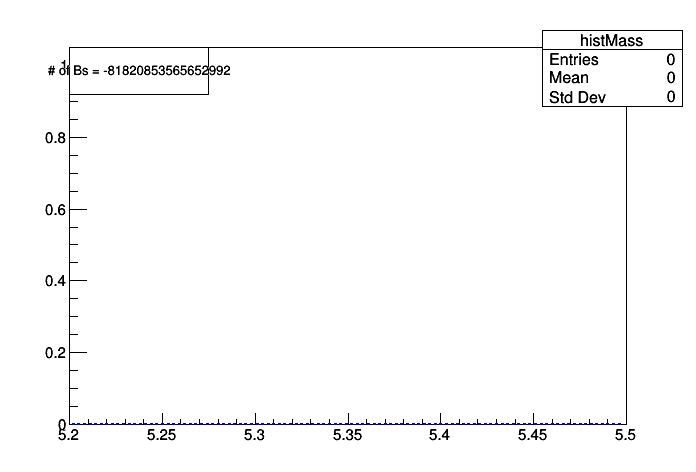 histMass
Entries 0
Mean 0
Std Dev 0
1
# of Bs = -81820853565652992
0.8
0.6
0.4
0.2
0
5.2 5.25 5.3 5.35 5.4 5.45 5.5